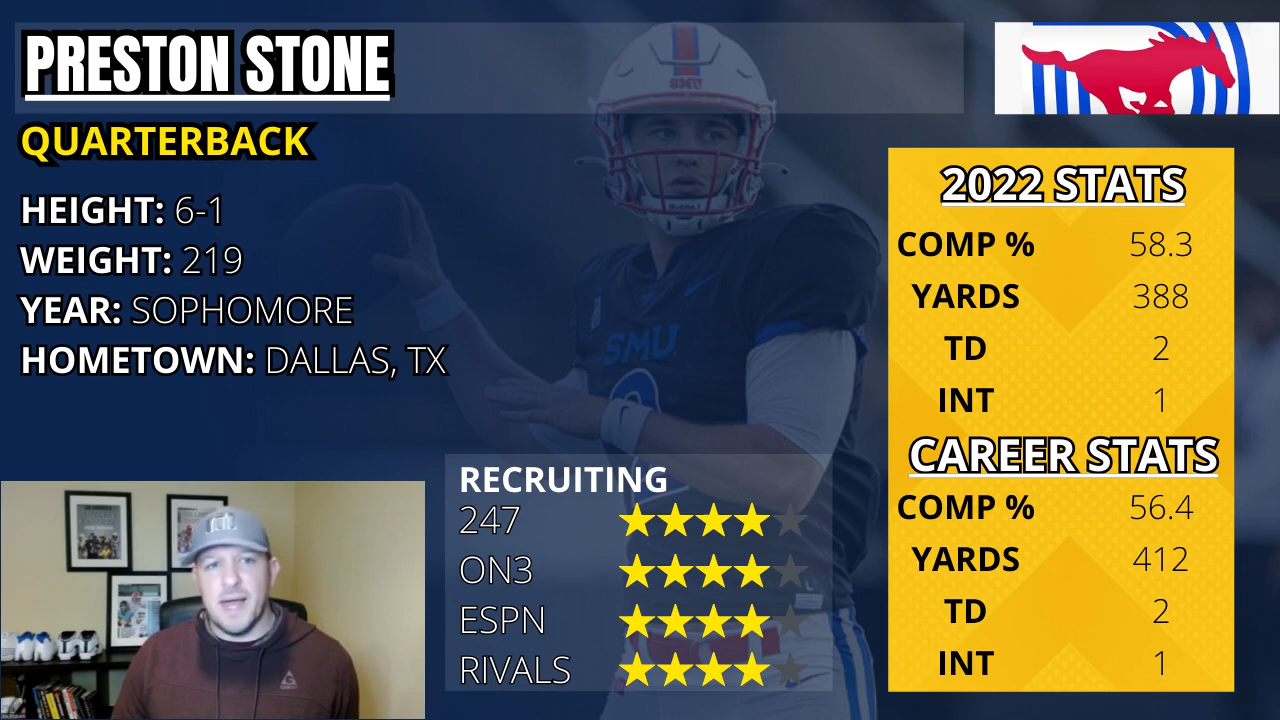 PRESTON STONE
QUARTERBACK
HEIGHT: 6-1
WEIGHT: 219
YEAR: SOPHOMORE
HOMETOWN: DALLAS, TX
SMU
SMU
RECRUITING
247
ON3
ESPN
RIVALS
2022 STATS
COMP % 58.3
YARDS 388
TD 2
INT 1
CAREER STATS
COMP % 56.4
YARDS 412
TD 2
INT 1